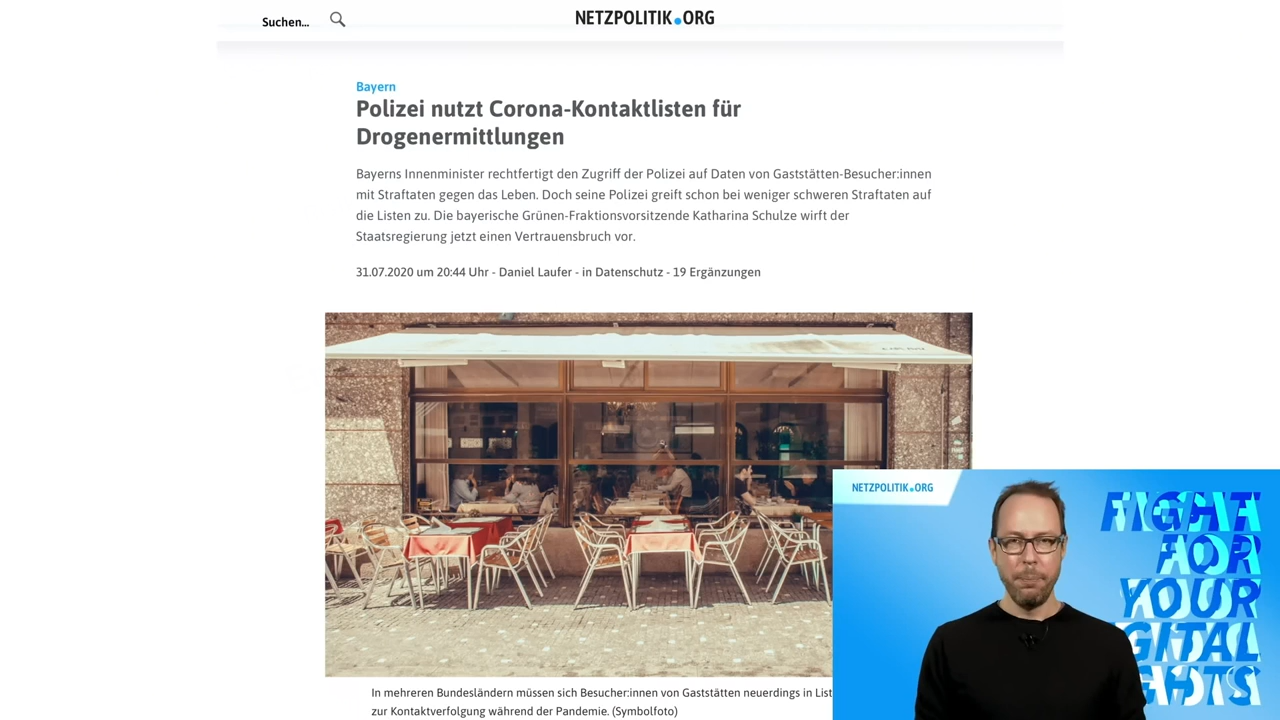 Suchen...
NETZPOLITIK.ORG
Bayern
Polizei nutzt Corona-Kontaktlisten für
Drogenermittlungen
Bayerns Innenminister rechtfertigt den Zugriff der Polizei auf Daten von Gaststätten-Besucher:innen
mit Straftaten gegen das Leben. Doch seine Polizei greift schon bei weniger schweren Straftaten auf
die Listen zu. Die bayerische Grünen-Fraktionsvorsitzende Katharina Schulze wirft der
Staatsregierung jetzt einen Vertrauensbruch vor.
31.07.2020 um 20:44 Uhr - Daniel Laufer - in Datenschutz - 19 Ergänzungen
In mehreren Bundesländern müssen sich Besucher:innen von Gaststätten neuerdings in List
zur Kontaktverfolgung während der Pandemie. (Symbolfoto)
NETZPOLITIK.ORG
FIGHT
FOR
YOUR
IGITAL
GHTS